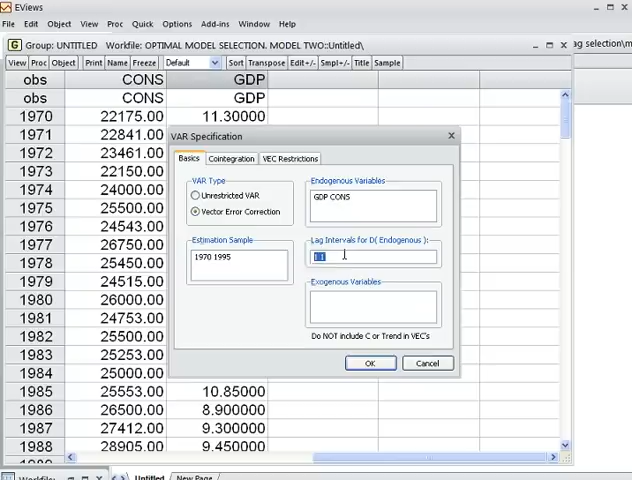 EViews
File Edit Object View Proc Quick Options Add-ins Window Help
G Group: UNTITLED Workfile: OPTIMAL MODEL SELECTION. MODEL TWO::Untitled\
ag selection\m
View Proc Object Print Name Freeze Default Sort Transpose Edit+/- Smpl+/- Title Sample
obs CONS GDP
obs CONS GDP
1970 22175.00 11.30000
1971 22841.00
1972 23461.00
1973 22150.00
1974 24000.00
1975 25500.00
1976 24543.00
1977 26750.00
1978 25450.00
1979 24515.00
1980 26000.00
1981 24753.00
1982 25500.00
1983 25253.00
1984 25000.00
1985 25553.00 10.85000
1986 26500.00 8.900000
1987 27412.00 9.300000
1988 28905.00 9.450000
VAR Specification
Basics Cointegration VEC Restrictions
VAR Type
Unrestricted VAR
Vector Error Correction
Estimation Sample
1970 1995
Endogenous Variables
GDP CONS
Lag Intervals for D( Endogenous ):
1 1
Exogenous Variables
Do NOT include C or Trend in VEC's
OK Cancel
Workfile:
Untitled New Page